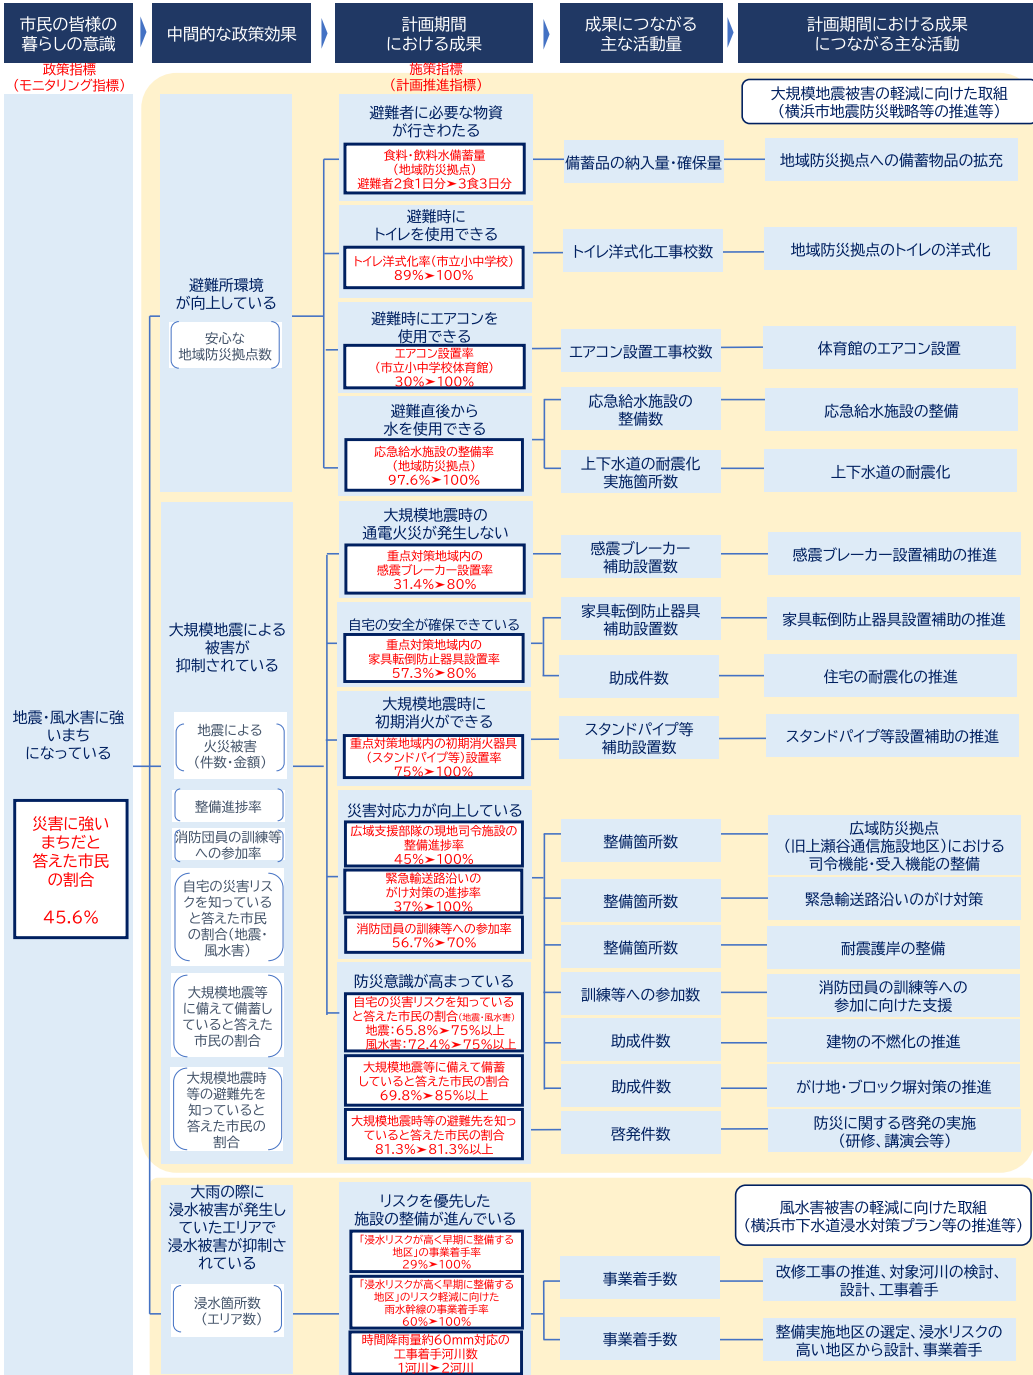 市民の皆様の
暮らしの意識
中間的な政策効果
計画期間
における成果
成果につながる
主な活動量
計画期間における成果
につながる主な活動
政策指標
（モニタリング指標）
施策指標
（計画推進指標）
大規模地震被害の軽減に向けた取組
（横浜市地震防災戦略等の推進等）
地震・風水害に強
いまち
になっている
災害に強い
まちだと
答えた市民
の割合
45.6%
避難所環境
が向上している
安心な
地域防災拠点数
避難者に必要な物資
が行きわたる
食料・飲料水備蓄量
（地域防災拠点）
避難者2食1日分➤3食3日分
備蓄品の納入量・確保量
地域防災拠点への備蓄物品の拡充
避難時に
トイレを使用できる
トイレ洋式化率（市立小中学校）
89%➤100%
トイレ洋式化工事校数
地域防災拠点のトイレの洋式化
避難時にエアコンを
使用できる
エアコン設置率
（市立小中学校体育館）
30%➤100%
エアコン設置工事校数
体育館のエアコン設置
避難直後から
水を使用できる
応急給水施設の整備率
（地域防災拠点）
97.6%➤100%
応急給水施設の
整備数
応急給水施設の整備
上下水道の耐震化
実施箇所数
上下水道の耐震化
大規模地震による
被害が
抑制されている
地震による
火災被害
（件数・金額）
整備進捗率
消防団員の訓練等
への参加率
自宅の災害リス
クを知っている
と答えた市民
の割合（地震・
風水害）
大規模地震等
に備えて備蓄し
ていると答えた
市民の割合
大規模地震時
等の避難先を
知っていると
答えた市民の
割合
大規模地震時の
通電火災が発生しない
重点対策地域内の
感震ブレーカー設置率
31.4%➤80%
感震ブレーカー
補助設置数
感震ブレーカー設置補助の推進
自宅の安全が確保できている
重点対策地域内の
家具転倒防止器具設置率
57.3%➤80%
家具転倒防止器具
補助設置数
家具転倒防止器具設置補助の推進
助成件数
住宅の耐震化の推進
大規模地震時に
初期消火ができる
重点対策地域内の初期消火器具
（スタンドパイプ等）設置率
75%➤100%
スタンドパイプ等
補助設置数
スタンドパイプ等設置補助の推進
災害対応力が向上している
広域支援部隊の現地司令施設の
整備進捗率
45%➤100%
緊急輸送路沿いの
がけ対策の進捗率
37%➤100%
消防団員の訓練等への参加率
56.7%➤70%
整備箇所数
広域防災拠点
（旧上瀬谷通信施設地区）における
司令機能・受入機能の整備
整備箇所数
緊急輸送路沿いのがけ対策
整備箇所数
耐震護岸の整備
訓練等への参加数
消防団員の訓練等への
参加に向けた支援
助成件数
建物の不燃化の推進
助成件数
がけ地・ブロック塀対策の推進
防災意識が高まっている
自宅の災害リスクを知っている
と答えた市民の割合（地震・風水害）
地震：65.8%➤75%以上
風水害：72.4%➤75%以上
大規模地震等に備えて備蓄
していると答えた市民の割合
69.8%➤85%以上
大規模地震時等の避難先を知っ
ていると答えた市民の割合
81.3%➤81.3%以上
啓発件数
防災に関する啓発の実施
（研修、講演会等）
大雨の際に
浸水被害が発生し
ていたエリアで
浸水被害が抑制さ
れている
浸水箇所数
（エリア数）
リスクを優先した
施設の整備が進んでいる
「浸水リスクが高く早期に整備する
地区」の事業着手率
29%➤100%
「浸水リスクが高く早期に整備する
地区」のリスク軽減に向けた
雨水幹線の事業着手率
60%➤100%
時間降雨量約60mm対応の
工事着手河川数
1河川➤2河川
風水害被害の軽減に向けた取組
（横浜市下水道浸水対策プラン等の推進等）
事業着手数
改修工事の推進、対象河川の検討、
設計、工事着手
事業着手数
整備実施地区の選定、浸水リスクの
高い地区から設計、事業着手